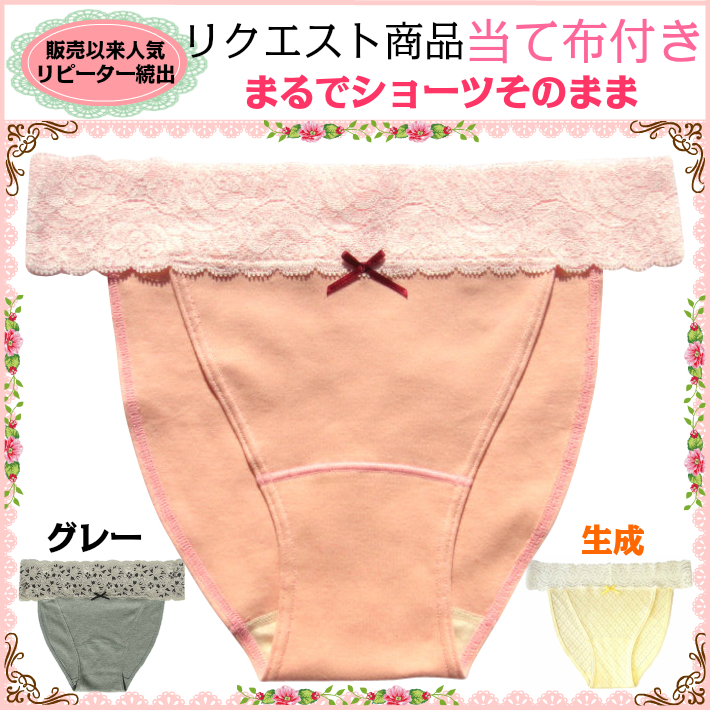 販売以来人気
リピーター続出
リクエスト商品当て布付き
まるでショーツそのまま
グレー
生成